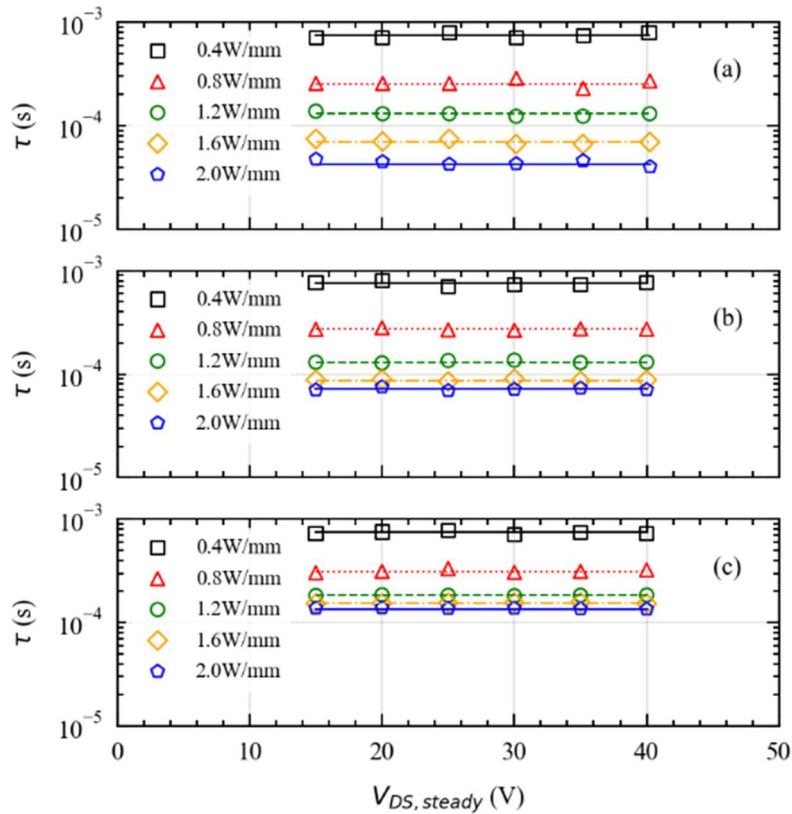 10⁻³
0.4W/mm
0.8W/mm
1.2W/mm
1.6W/mm
2.0W/mm
(a)
τ (s)
10⁻⁴
10⁻⁵
10⁻³
0.4W/mm
0.8W/mm
1.2W/mm
1.6W/mm
2.0W/mm
(b)
τ (s)
10⁻⁴
10⁻⁵
10⁻³
0.4W/mm
0.8W/mm
1.2W/mm
1.6W/mm
2.0W/mm
(c)
τ (s)
10⁻⁴
10⁻⁵
0 10 20 30 40 50
V_DS, steady (V)